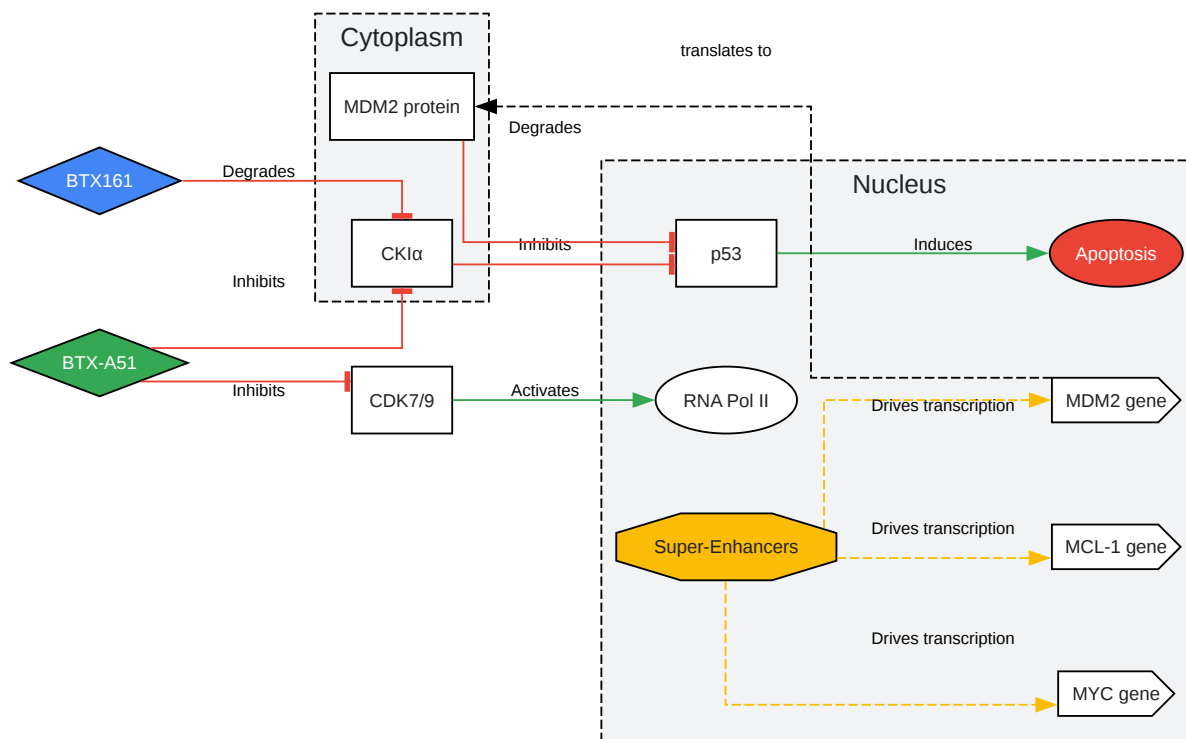 Cytoplasm
translates to
MDM2 protein
Degrades
Degrades
BTX161
Nucleus
CKIα
Inhibits
p53
Induces
Apoptosis
Inhibits
BTX-A51
Inhibits
CDK7/9
Activates
RNA Pol II
Drives transcription
MDM2 gene
Drives transcription
Super-Enhancers
MCL-1 gene
Drives transcription
MYC gene